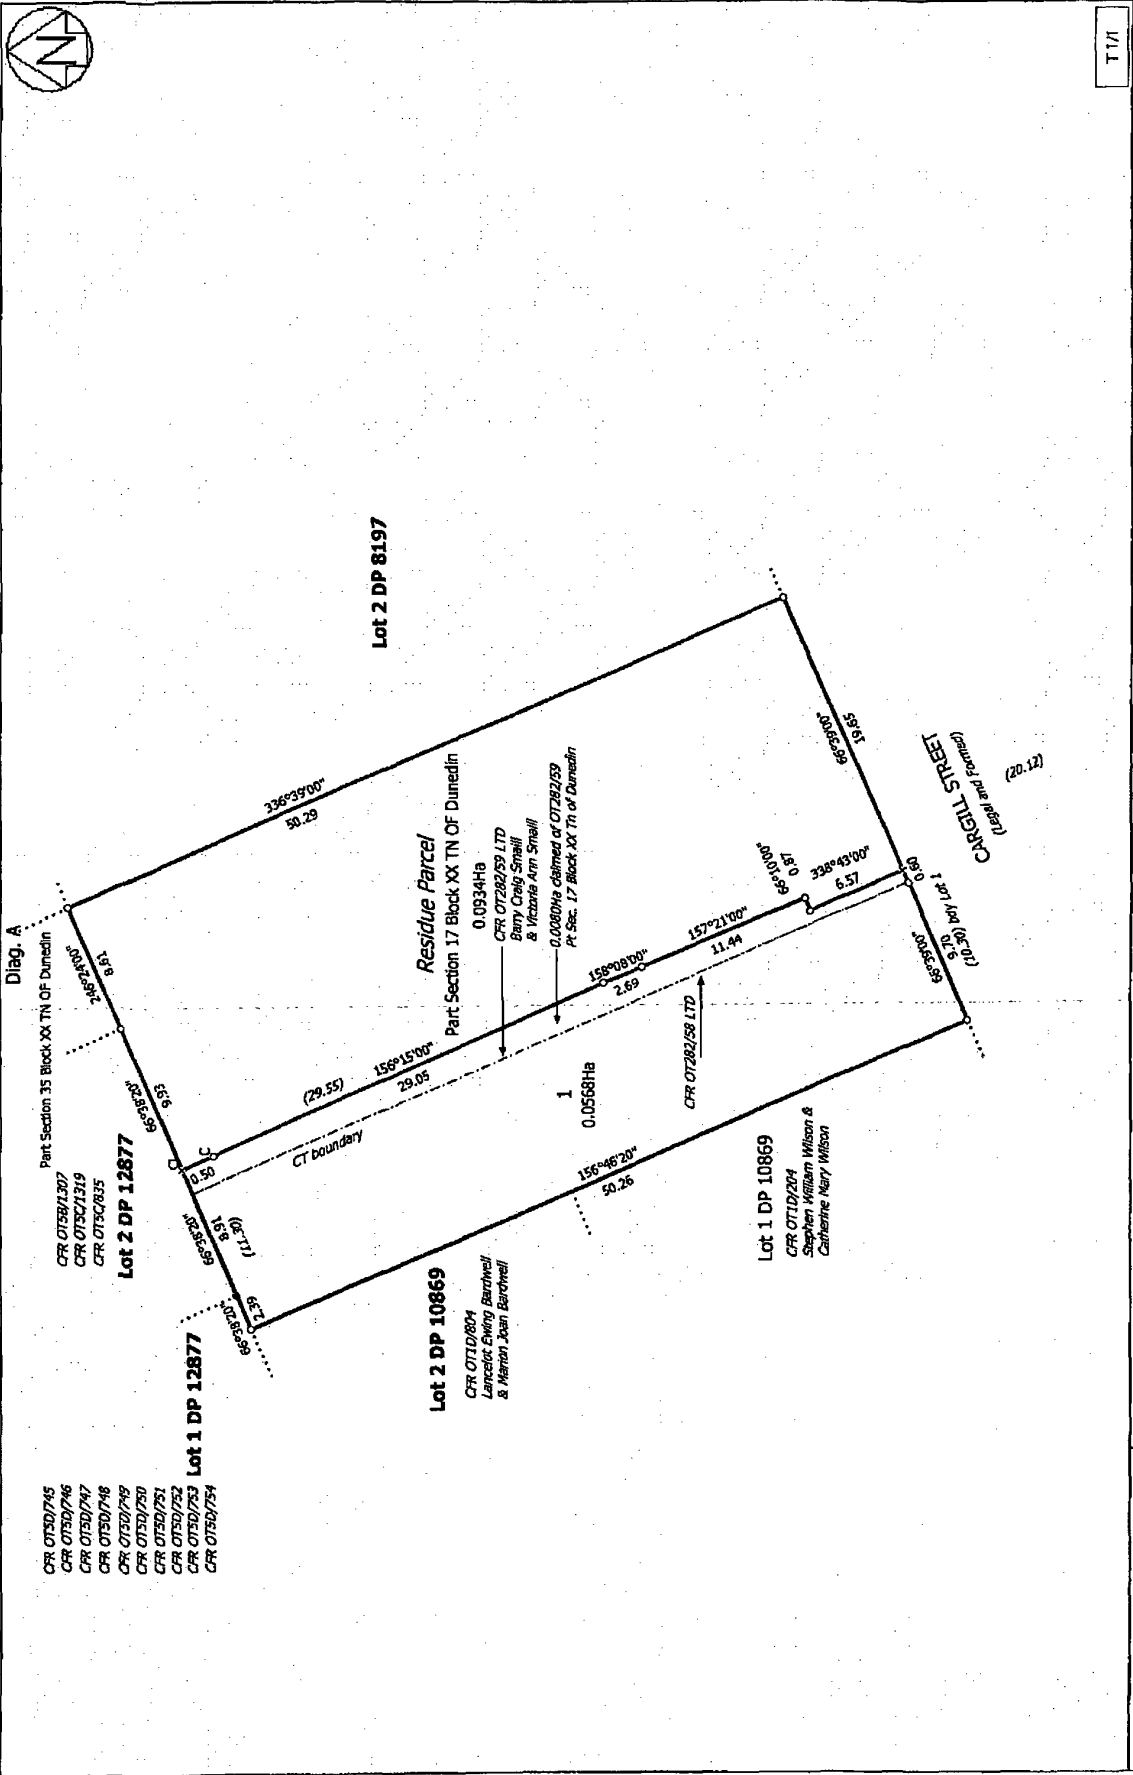 N
T 1/1
Diag. A
Part Section 35 Block XX TN OF Dunedin
CFR OT5B/1307
CFR OT5C/1319
CFR OT5C/835
Lot 2 DP 12877
CFR OT5D/745
CFR OT5D/746
CFR OT5D/747
CFR OT5D/748
CFR OT5D/749
CFR OT5D/750
CFR OT5D/751
CFR OT5D/752
CFR OT5D/753
CFR OT5D/754
Lot 1 DP 12877
246°24'00"
8.61
66°38'20"
9.93
66°38'20"
8.91
(11.30)
66°38'20"
2.39
0.50
(29.55)
156°15'00"
29.05
CT boundary
336°39'00"
50.29
Lot 2 DP 8197
Residue Parcel
Part Section 17 Block XX TN OF Dunedin
0.0934Ha
CFR OT282/59 LTD
Barry Craig Smaill
& Victoria Ann Smaill
0.0080Ha claimed of OT282/59
Pt Sec. 17 Block XX Tn of Dunedin
158°08'00"
2.69
157°21'00"
11.44
66°10'00"
0.87
338°43'00"
6.57
1
0.0568Ha
CFR OT282/58 LTD
156°46'20"
50.26
Lot 2 DP 10869
CFR OT1D/804
Lancelot Ewing Bardwell
& Marion Joan Bardwell
Lot 1 DP 10869
CFR OT1D/204
Stephen William Wilson &
Catherine Mary Wilson
66°39'00"
19.65
0.60
66°39'00"
9.70
(10.30) bdy Lot 1
CARGILL STREET
(Legal and Formed)
(20.12)